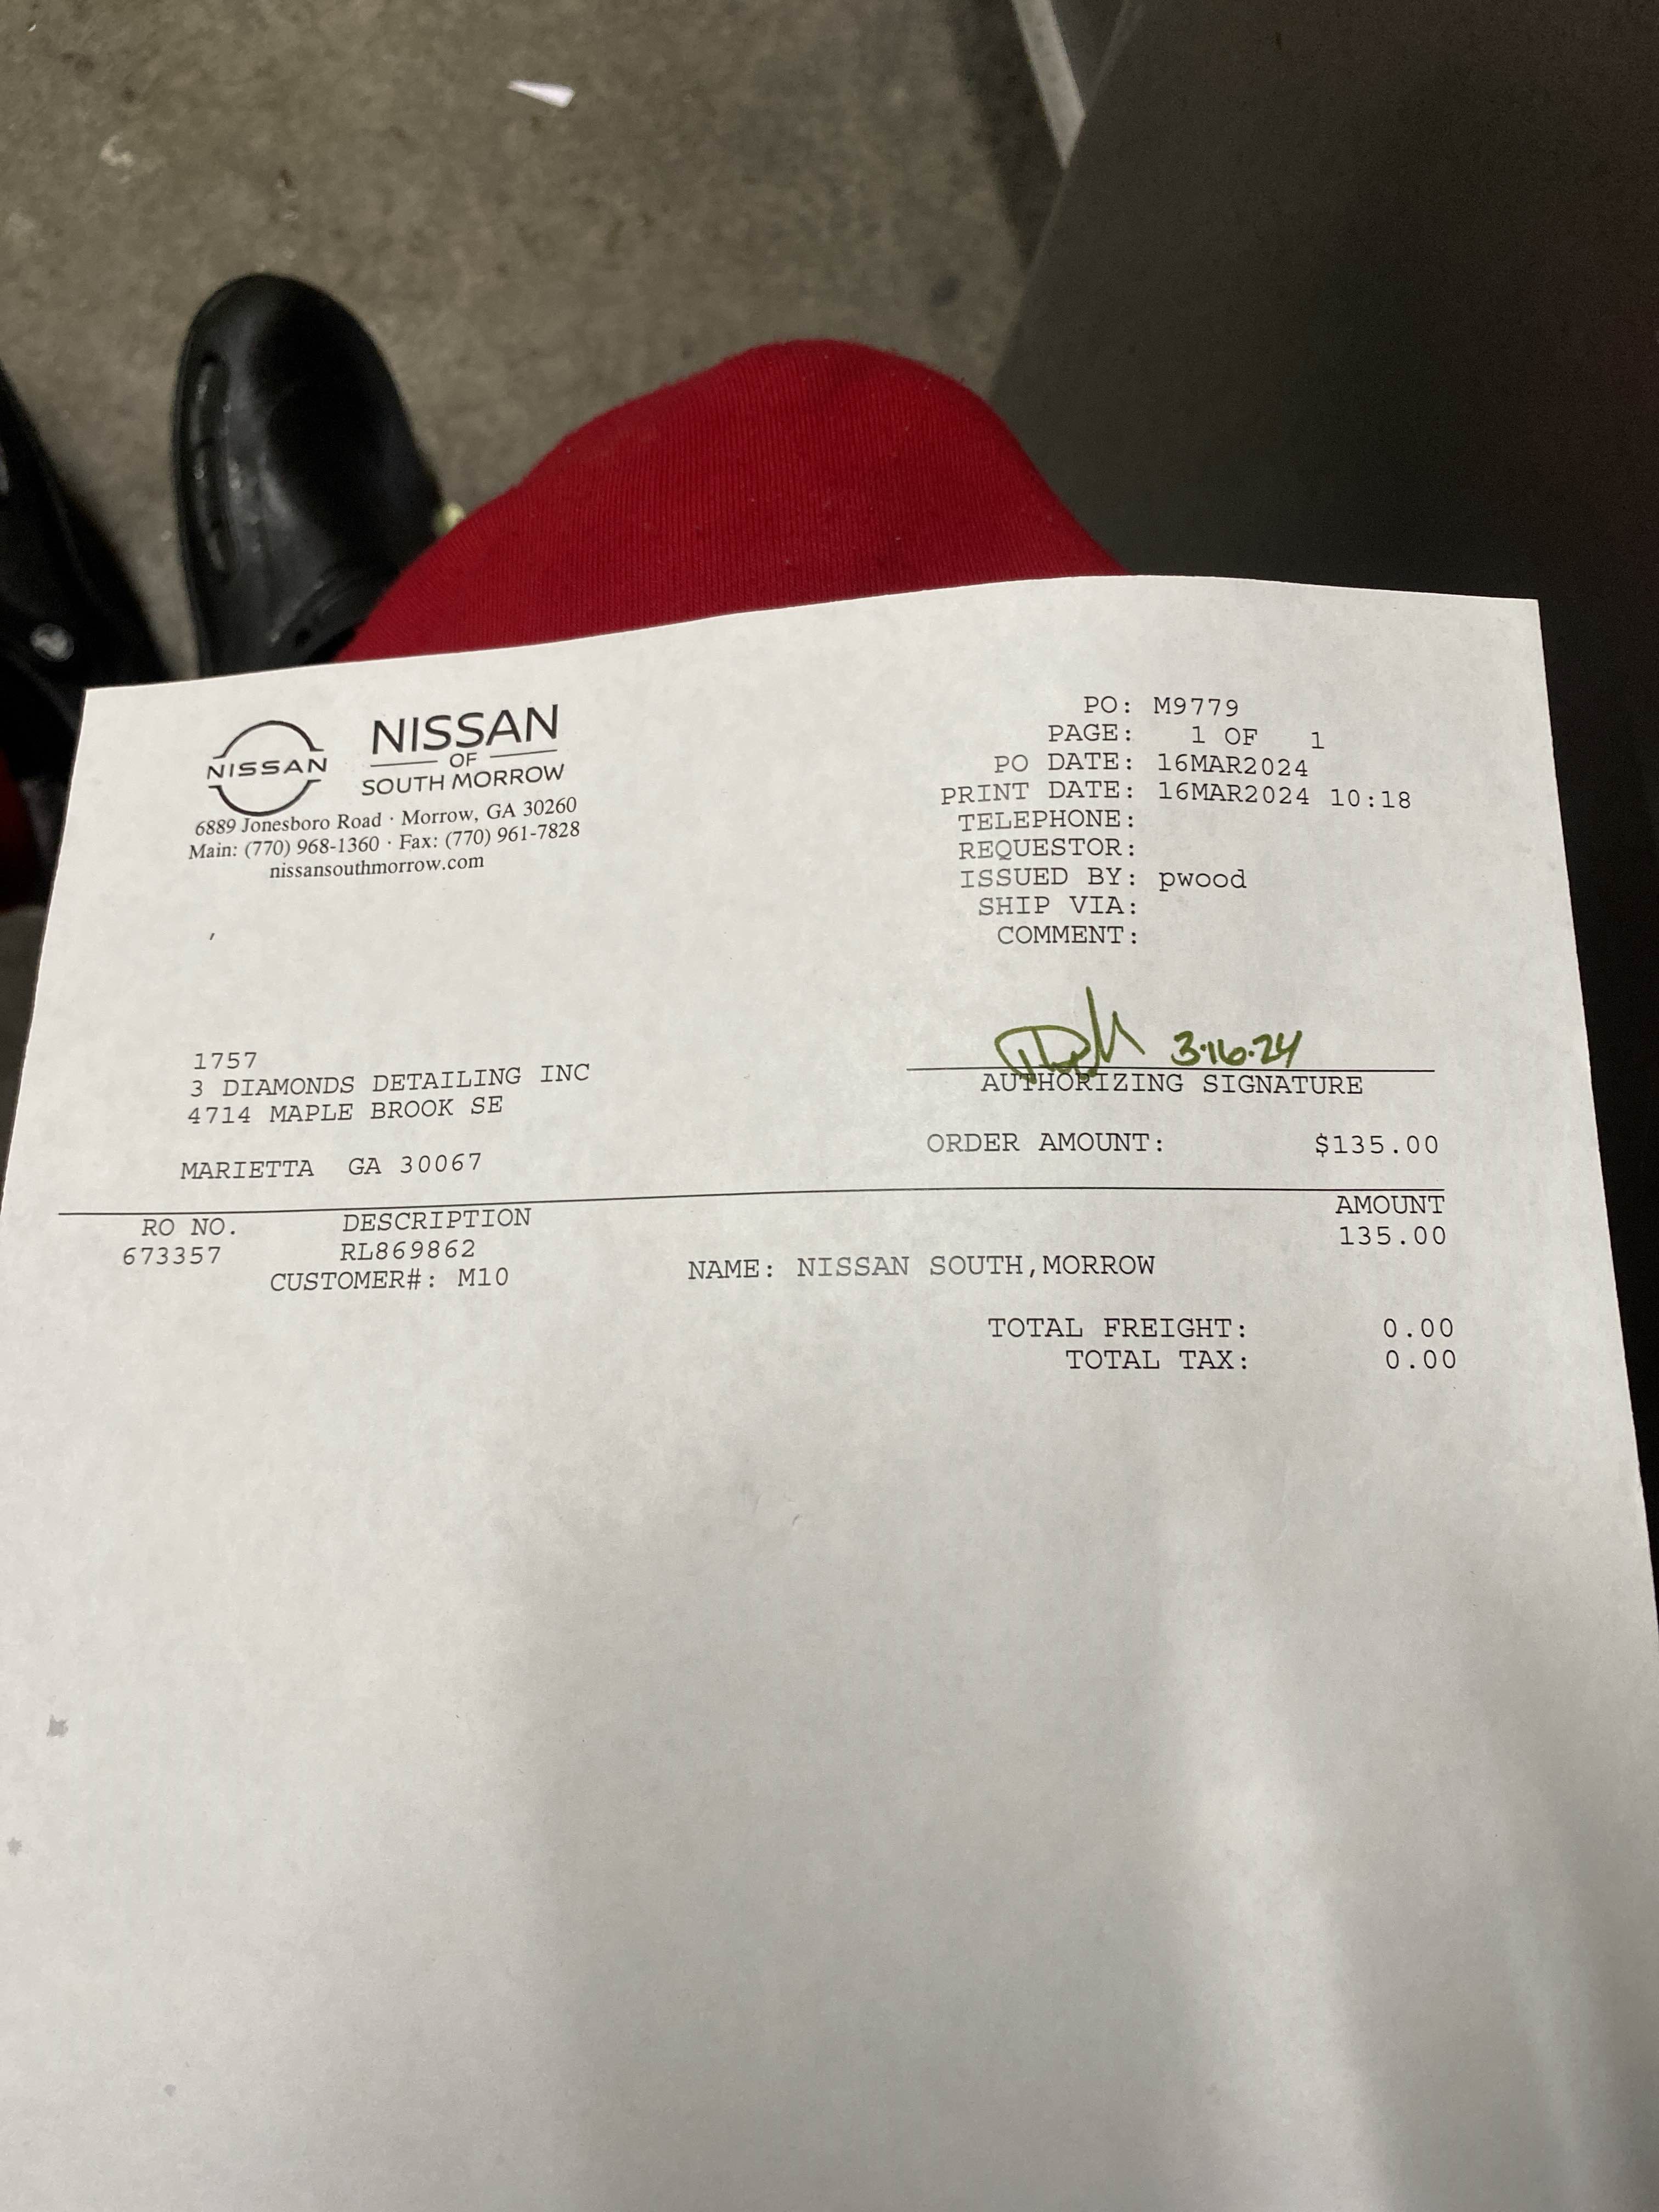 NISSAN
NISSAN
OF
SOUTH MORROW
6889 Jonesboro Road · Morrow, GA 30260
Main: (770) 968-1360 · Fax: (770) 961-7828
nissansouthmorrow.com
PO: M9779
PAGE: 1 OF 1
PO DATE: 16MAR2024
PRINT DATE: 16MAR2024 10:18
TELEPHONE:
REQUESTOR:
ISSUED BY: pwood
SHIP VIA:
COMMENT:
1757
3 DIAMONDS DETAILING INC
4714 MAPLE BROOK SE
MARIETTA GA 30067
3·16·24
AUTHORIZING SIGNATURE
ORDER AMOUNT: $135.00
RO NO. DESCRIPTION AMOUNT
673357 RL869862 135.00
CUSTOMER#: M10 NAME: NISSAN SOUTH,MORROW
TOTAL FREIGHT: 0.00
TOTAL TAX: 0.00